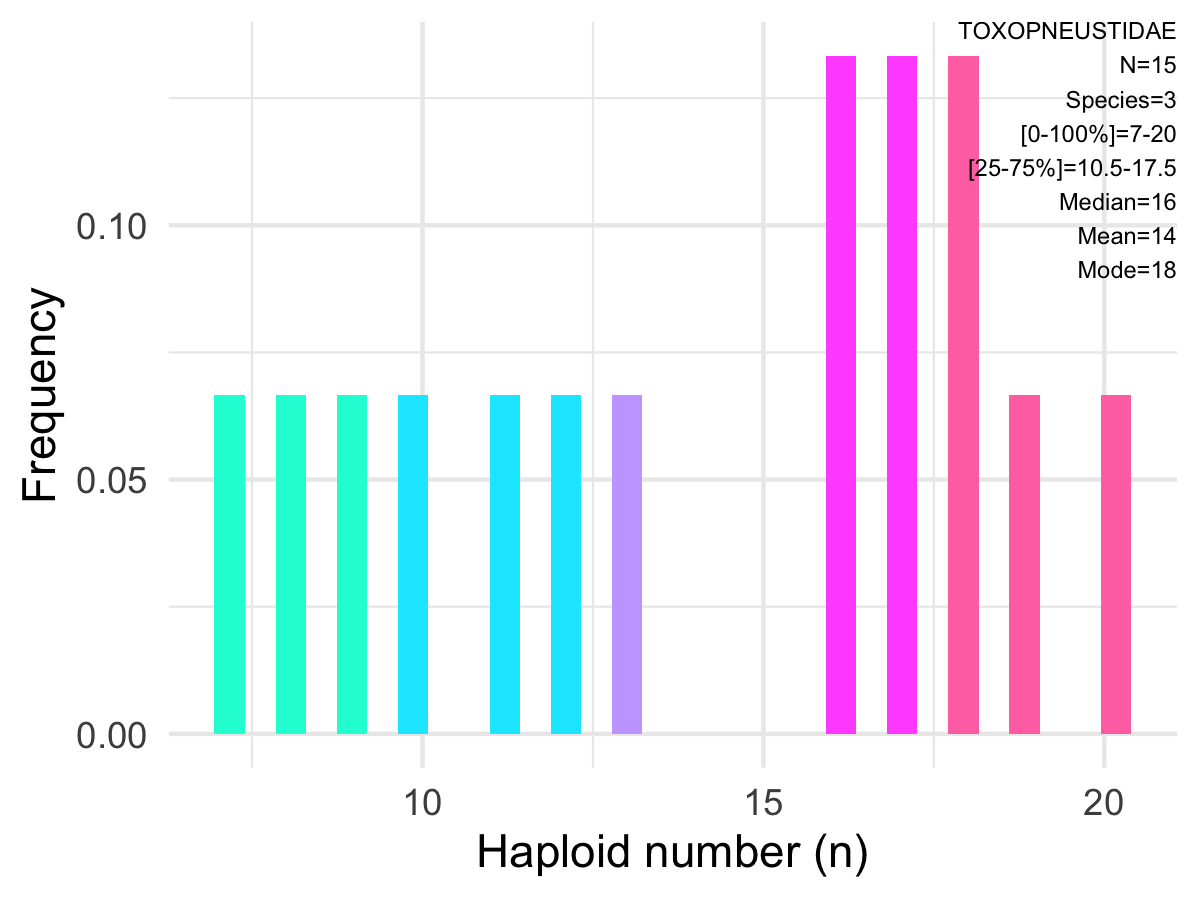 TOXOPNEUSTIDAE
N=15
Species=3
[0-100%]=7-20
[25-75%]=10.5-17.5
Median=16
Mean=14
Mode=18
0.10
0.05
0.00
Frequency
10 15 20
Haploid number (n)